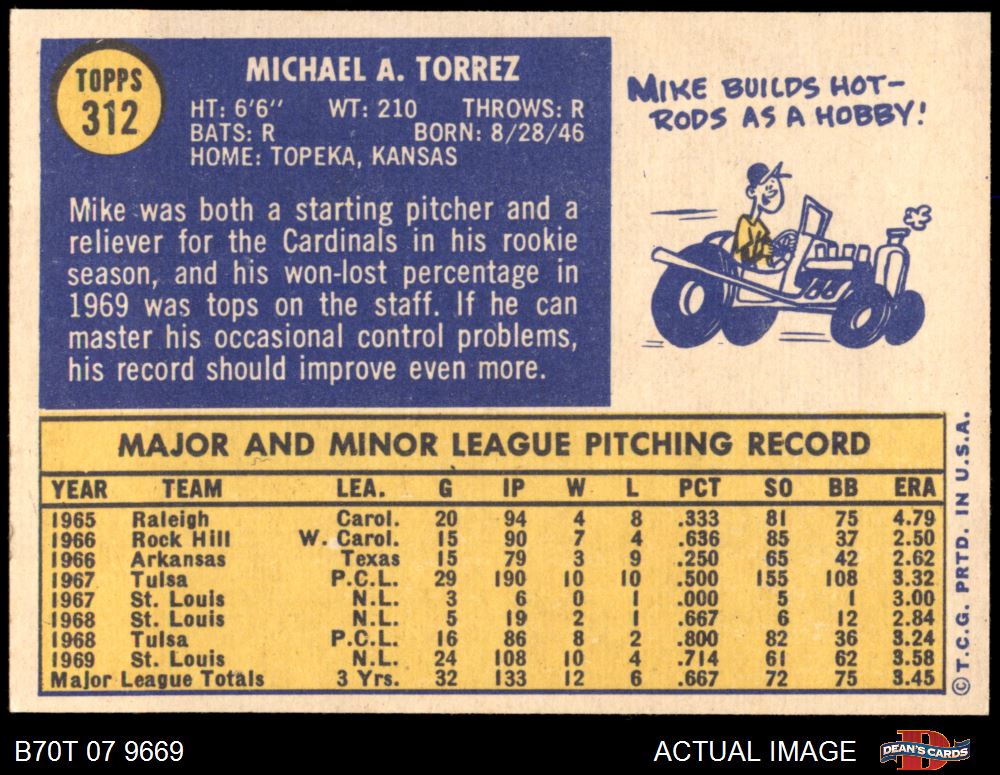 TOPPS
312
MICHAEL A. TORREZ
HT: 6'6" WT: 210 THROWS: R
BATS: R BORN: 8/28/46
HOME: TOPEKA, KANSAS
Mike was both a starting pitcher and a
reliever for the Cardinals in his rookie
season, and his won-lost percentage in
1969 was tops on the staff. If he can
master his occasional control problems,
his record should improve even more.
MIKE BUILDS HOT-
RODS AS A HOBBY!
MAJOR AND MINOR LEAGUE PITCHING RECORD
YEAR TEAM LEA. G IP W L PCT SO BB ERA
1965 Raleigh Carol. 20 94 4 8 .333 81 75 4.79
1966 Rock Hill W. Carol. 15 90 7 4 .636 85 37 2.50
1966 Arkansas Texas 15 79 3 9 .250 65 42 2.62
1967 Tulsa P.C.L. 29 190 10 10 .500 155 108 3.32
1967 St. Louis N.L. 3 6 0 1 .000 5 1 3.00
1968 St. Louis N.L. 5 19 2 1 .667 6 12 2.84
1968 Tulsa P.C.L. 16 86 8 2 .800 82 36 3.24
1969 St. Louis N.L. 24 108 10 4 .714 61 62 3.58
Major League Totals 3 Yrs. 32 133 12 6 .667 72 75 3.45
© T.C.G. PRTD. IN U.S.A.
B70T 07 9669
ACTUAL IMAGE
DEAN'S CARDS